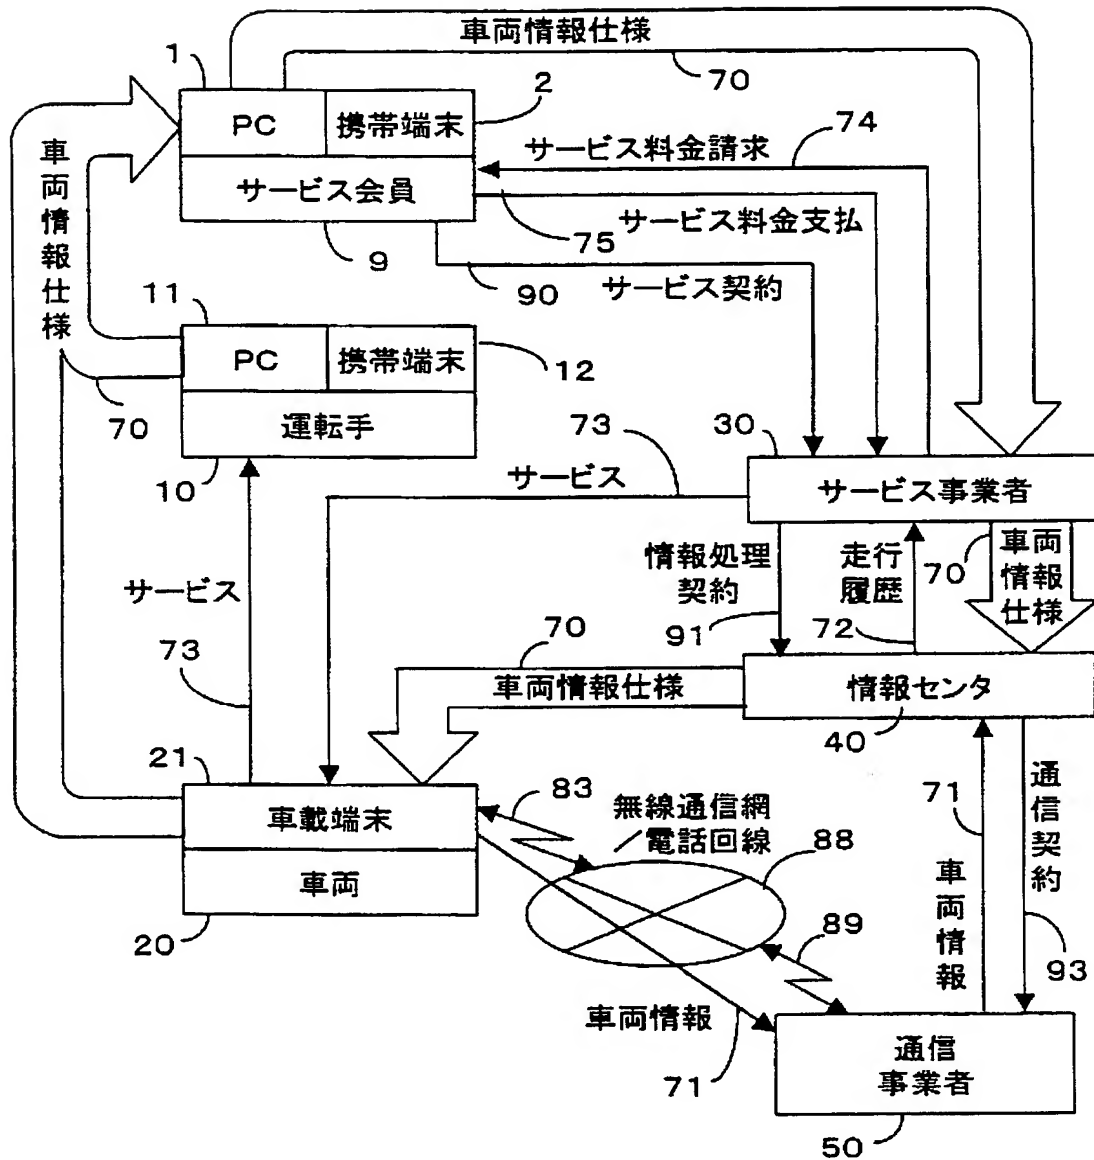 車両情報仕様
1
70
2
PC
携帯端末
74
サービス料金請求
サービス会員
75
サービス料金支払
9
90
サービス契約
車両情報仕様
11
PC
携帯端末
12
70
運転手
10
73
30
サービス
サービス事業者
情報処理
契約
91
走行
履歴
72
70
車両
情報
仕様
サービス
73
70
車両情報仕様
情報センタ
40
21
車載端末
83
無線通信網
／電話回線
88
71
通信契約
車両
20
89
車両情報
93
車両情報
71
通信
事業者
50